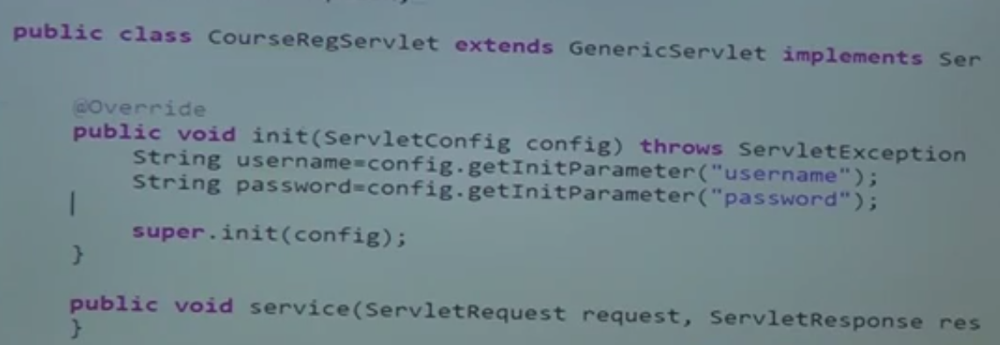 public class CourseRegServlet extends GenericServlet implements Ser
@Override
public void init(ServletConfig config) throws ServletException
String username=config.getInitParameter("username");
String password=config.getInitParameter("password");
super.init(config);
}
public void service(ServletRequest request, ServletResponse res
}